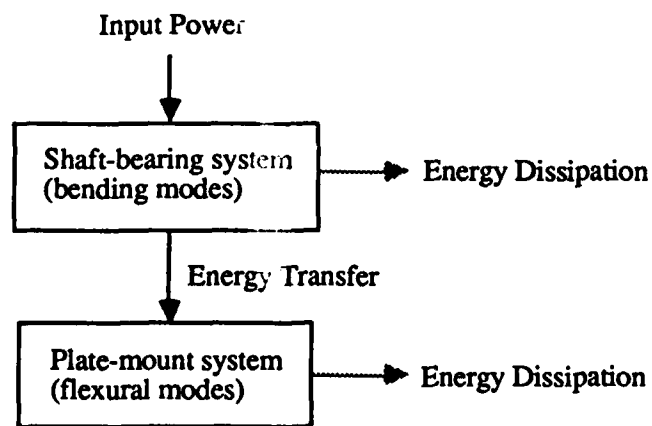 Input Power
Shaft-bearing system
(bending modes)
Energy Dissipation
Energy Transfer
Plate-mount system
(flexural modes)
Energy Dissipation